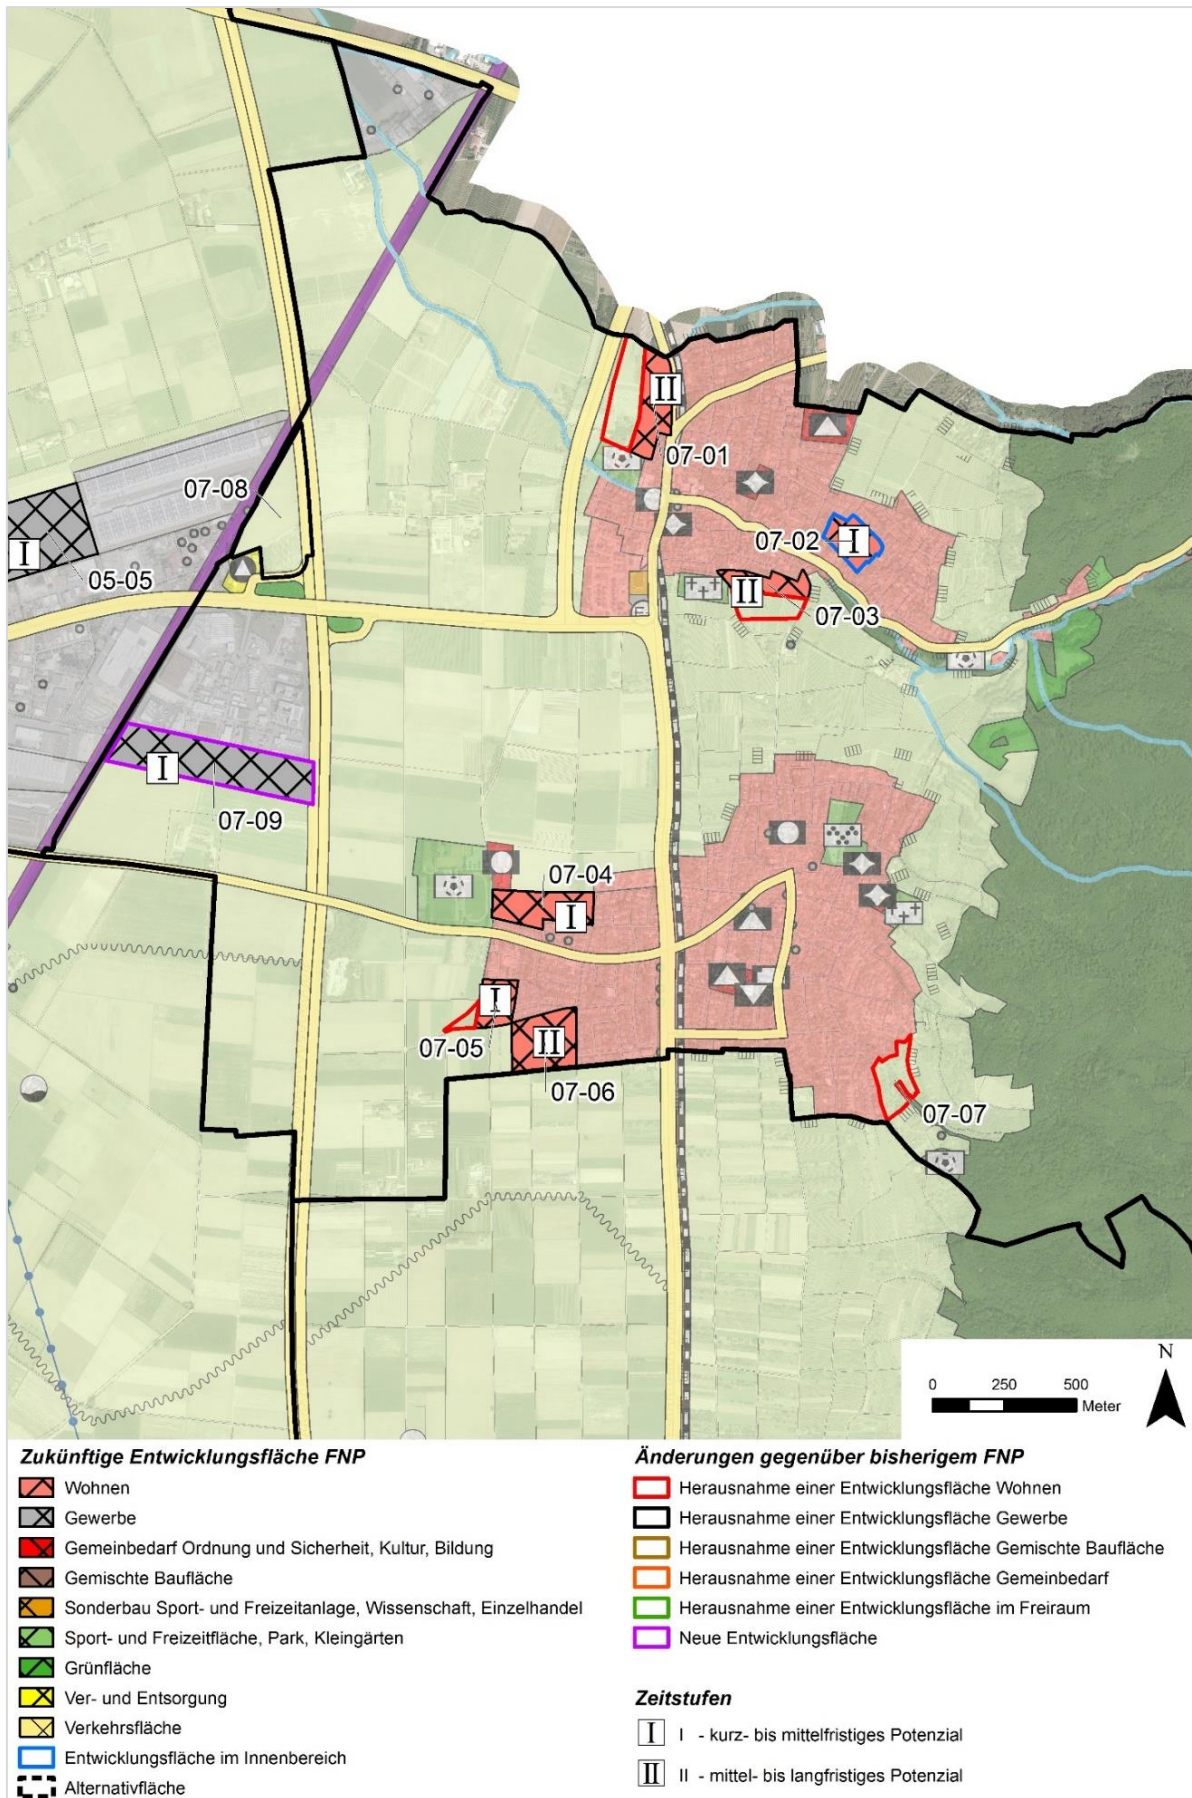 II
07-01
07-08
I
05-05
07-02
I
II
07-03
I
07-09
07-04
I
I
07-05
II
07-06
07-07
N
0 250 500
Meter
Zukünftige Entwicklungsfläche FNP
Wohnen
Gewerbe
Gemeinbedarf Ordnung und Sicherheit, Kultur, Bildung
Gemischte Baufläche
Sonderbau Sport- und Freizeitanlage, Wissenschaft, Einzelhandel
Sport- und Freizeitfläche, Park, Kleingärten
Grünfläche
Ver- und Entsorgung
Verkehrsfläche
Entwicklungsfläche im Innenbereich
Alternativfläche
Änderungen gegenüber bisherigem FNP
Herausnahme einer Entwicklungsfläche Wohnen
Herausnahme einer Entwicklungsfläche Gewerbe
Herausnahme einer Entwicklungsfläche Gemischte Baufläche
Herausnahme einer Entwicklungsfläche Gemeinbedarf
Herausnahme einer Entwicklungsfläche im Freiraum
Neue Entwicklungsfläche
Zeitstufen
I I - kurz- bis mittelfristiges Potenzial
II II - mittel- bis langfristiges Potenzial